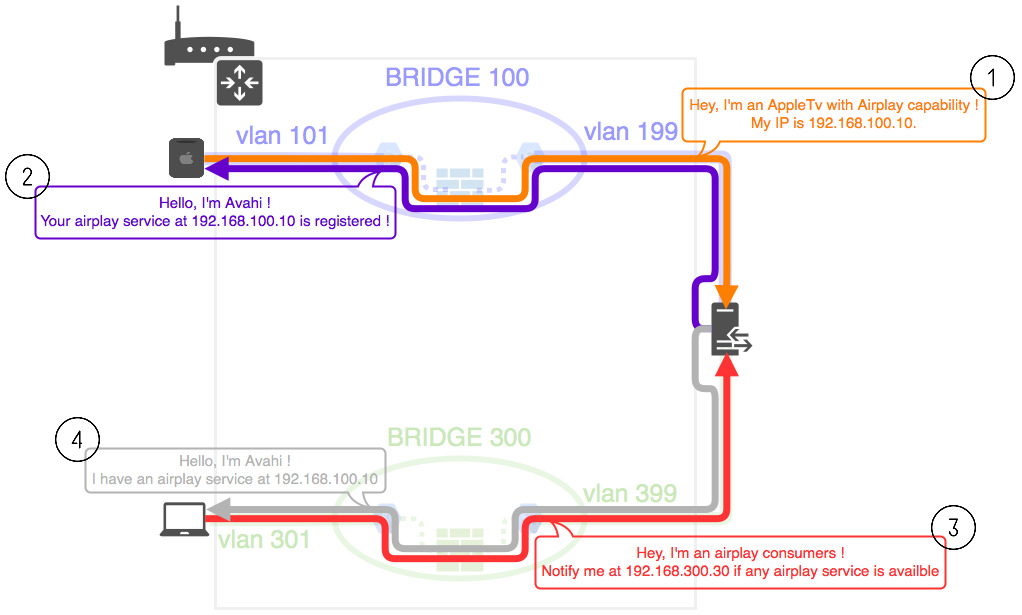 BRIDGE 100
1
Hey, I'm an AppleTv with Airplay capability !
My IP is 192.168.100.10.
vlan 101
vlan 199
2
Hello, I'm Avahi !
Your airplay service at 192.168.100.10 is registered !
4
BRIDGE 300
Hello, I'm Avahi !
I have an airplay service at 192.168.100.10
vlan 399
vlan 301
3
Hey, I'm an airplay consumers !
Notify me at 192.168.300.30 if any airplay service is availble